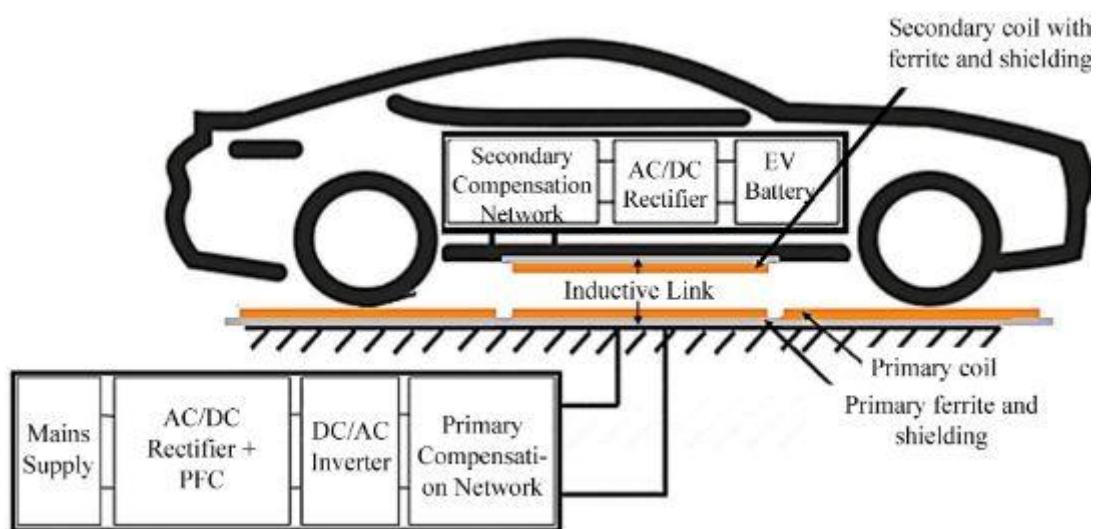 Secondary coil with
ferrite and shielding
Secondary
Compensation
Network
AC/DC
Rectifier
EV
Battery
Inductive Link
Primary coil
Primary ferrite and
shielding
Mains
Supply
AC/DC
Rectifier +
PFC
DC/AC
Inverter
Primary
Compensati-
on Network